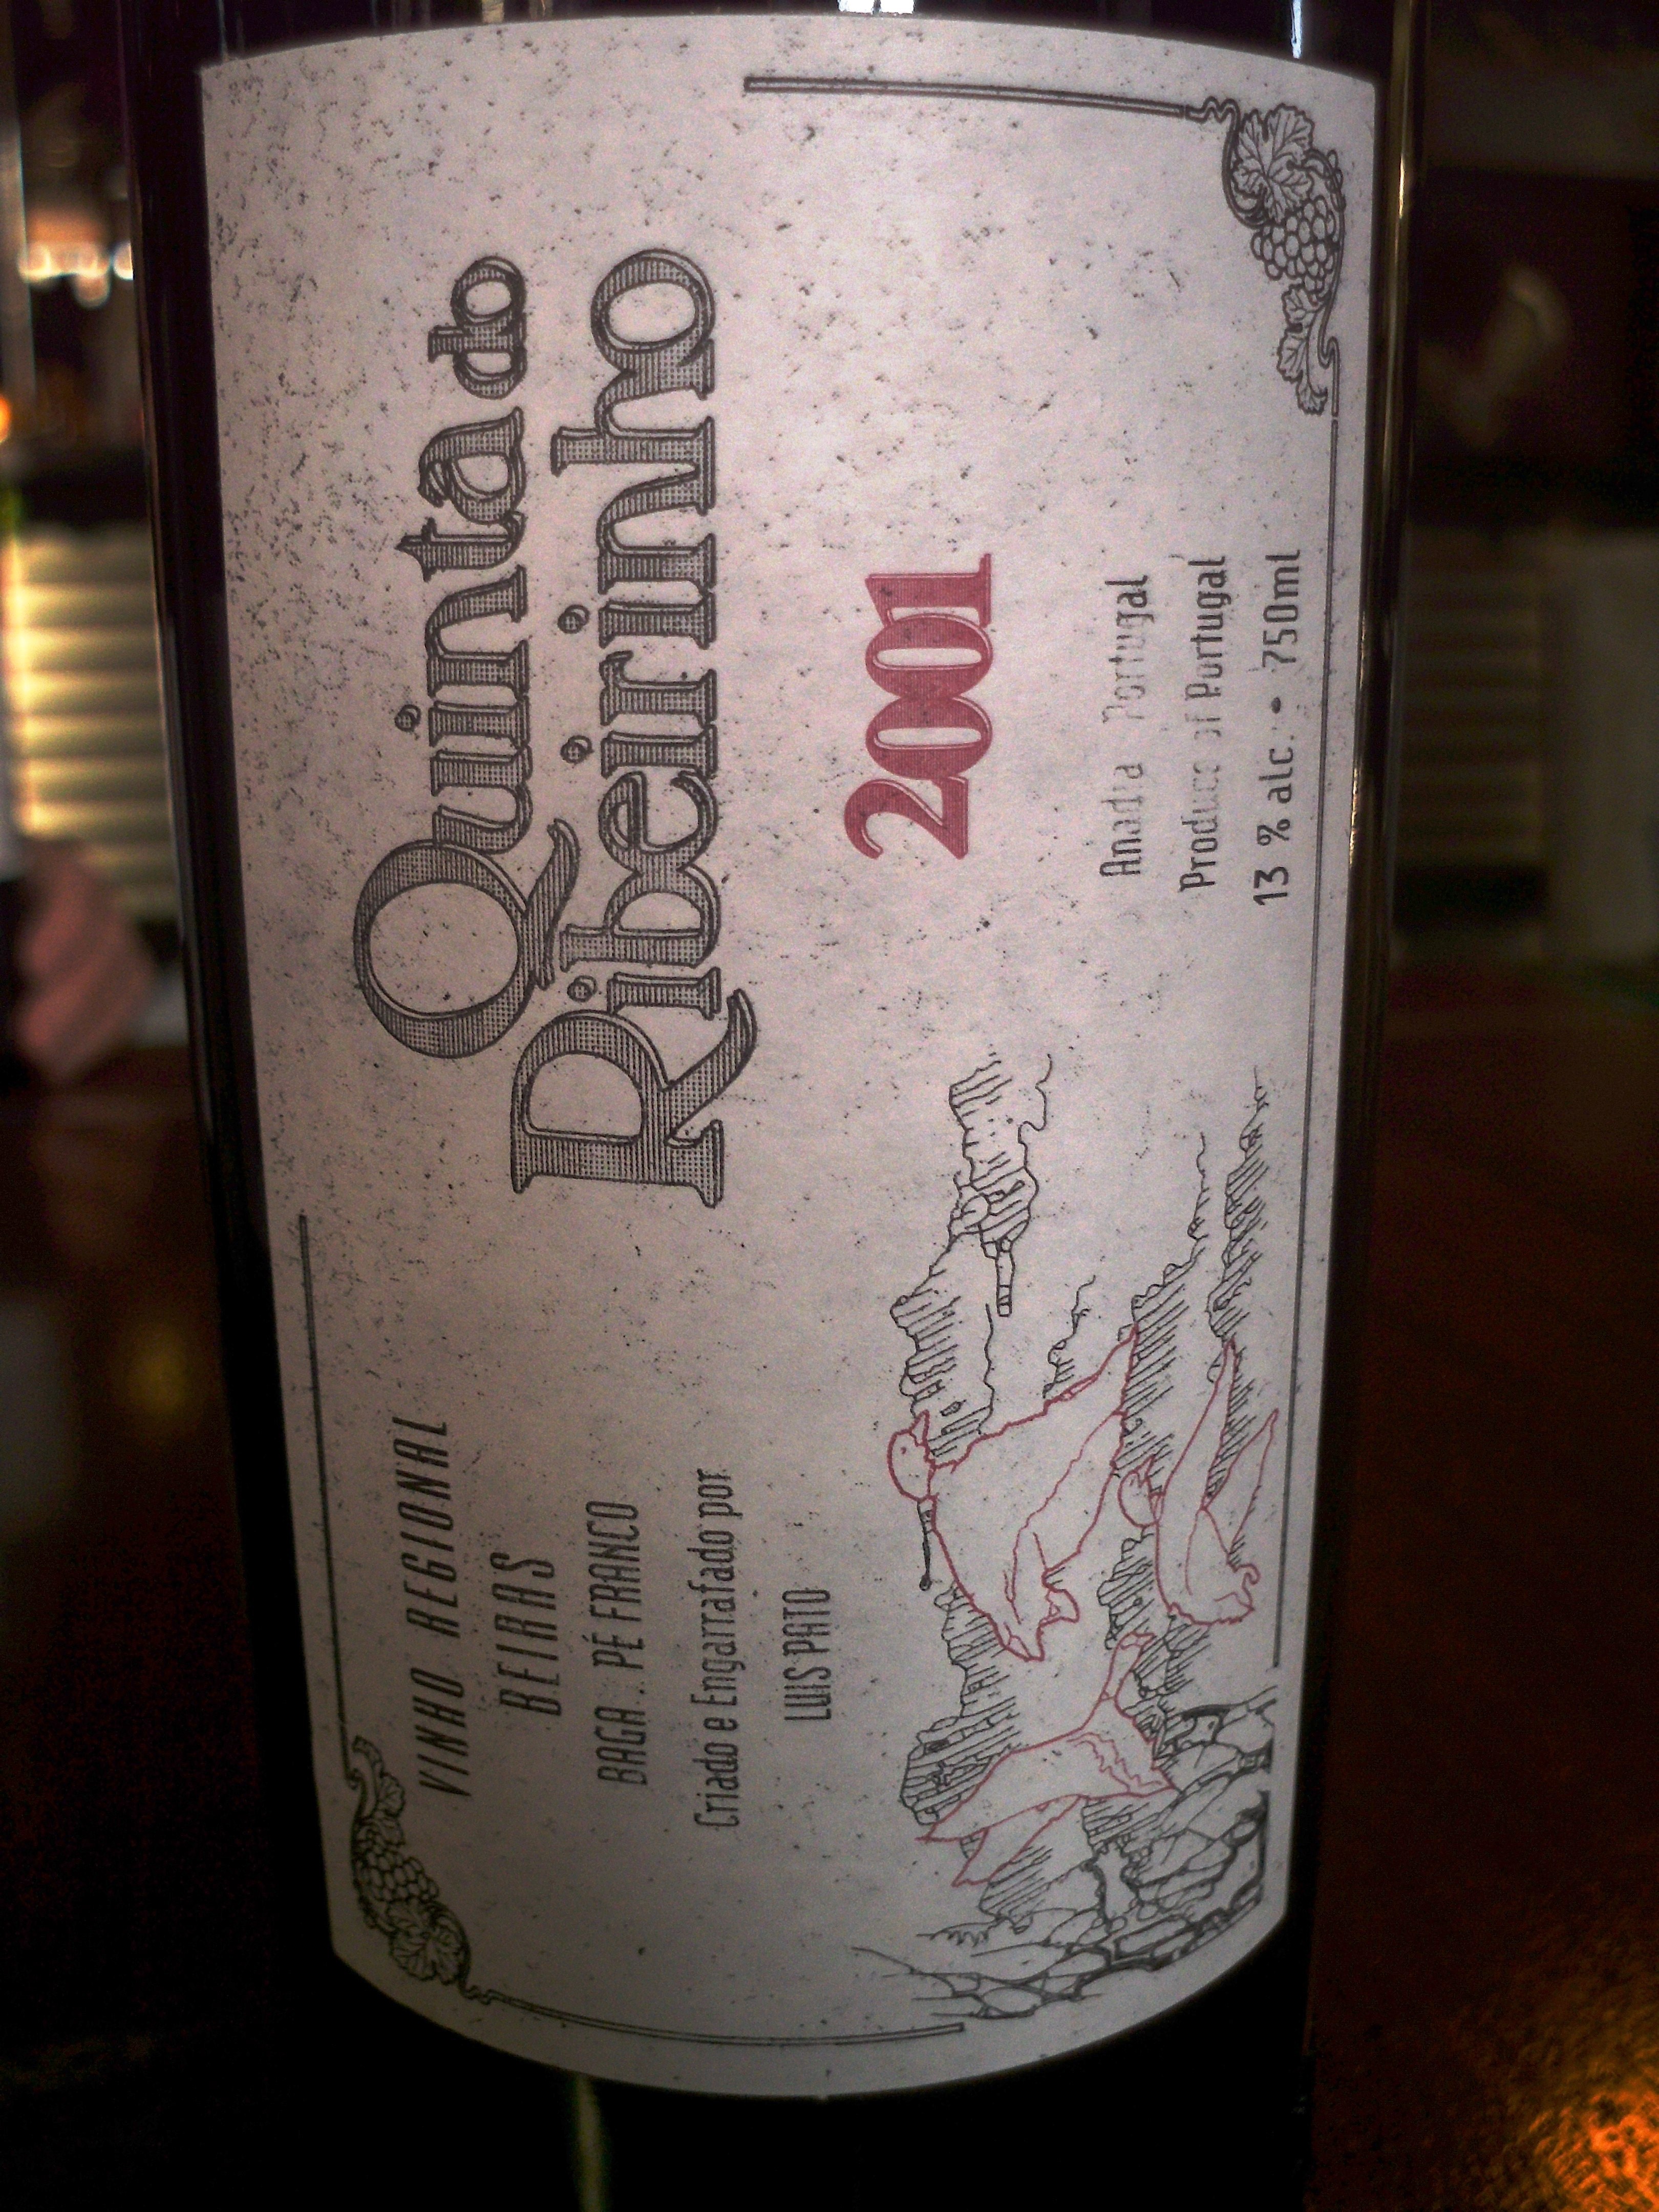 Quinta do
Ribeirinho
VINHO REGIONAL
BEIRAS
BAGA .. PÉ FRANCO
Criado e Engarrafado por
LUIS PATO
2001
Anadia Portugal
Produce of Portugal
13 % alc. • 750ml